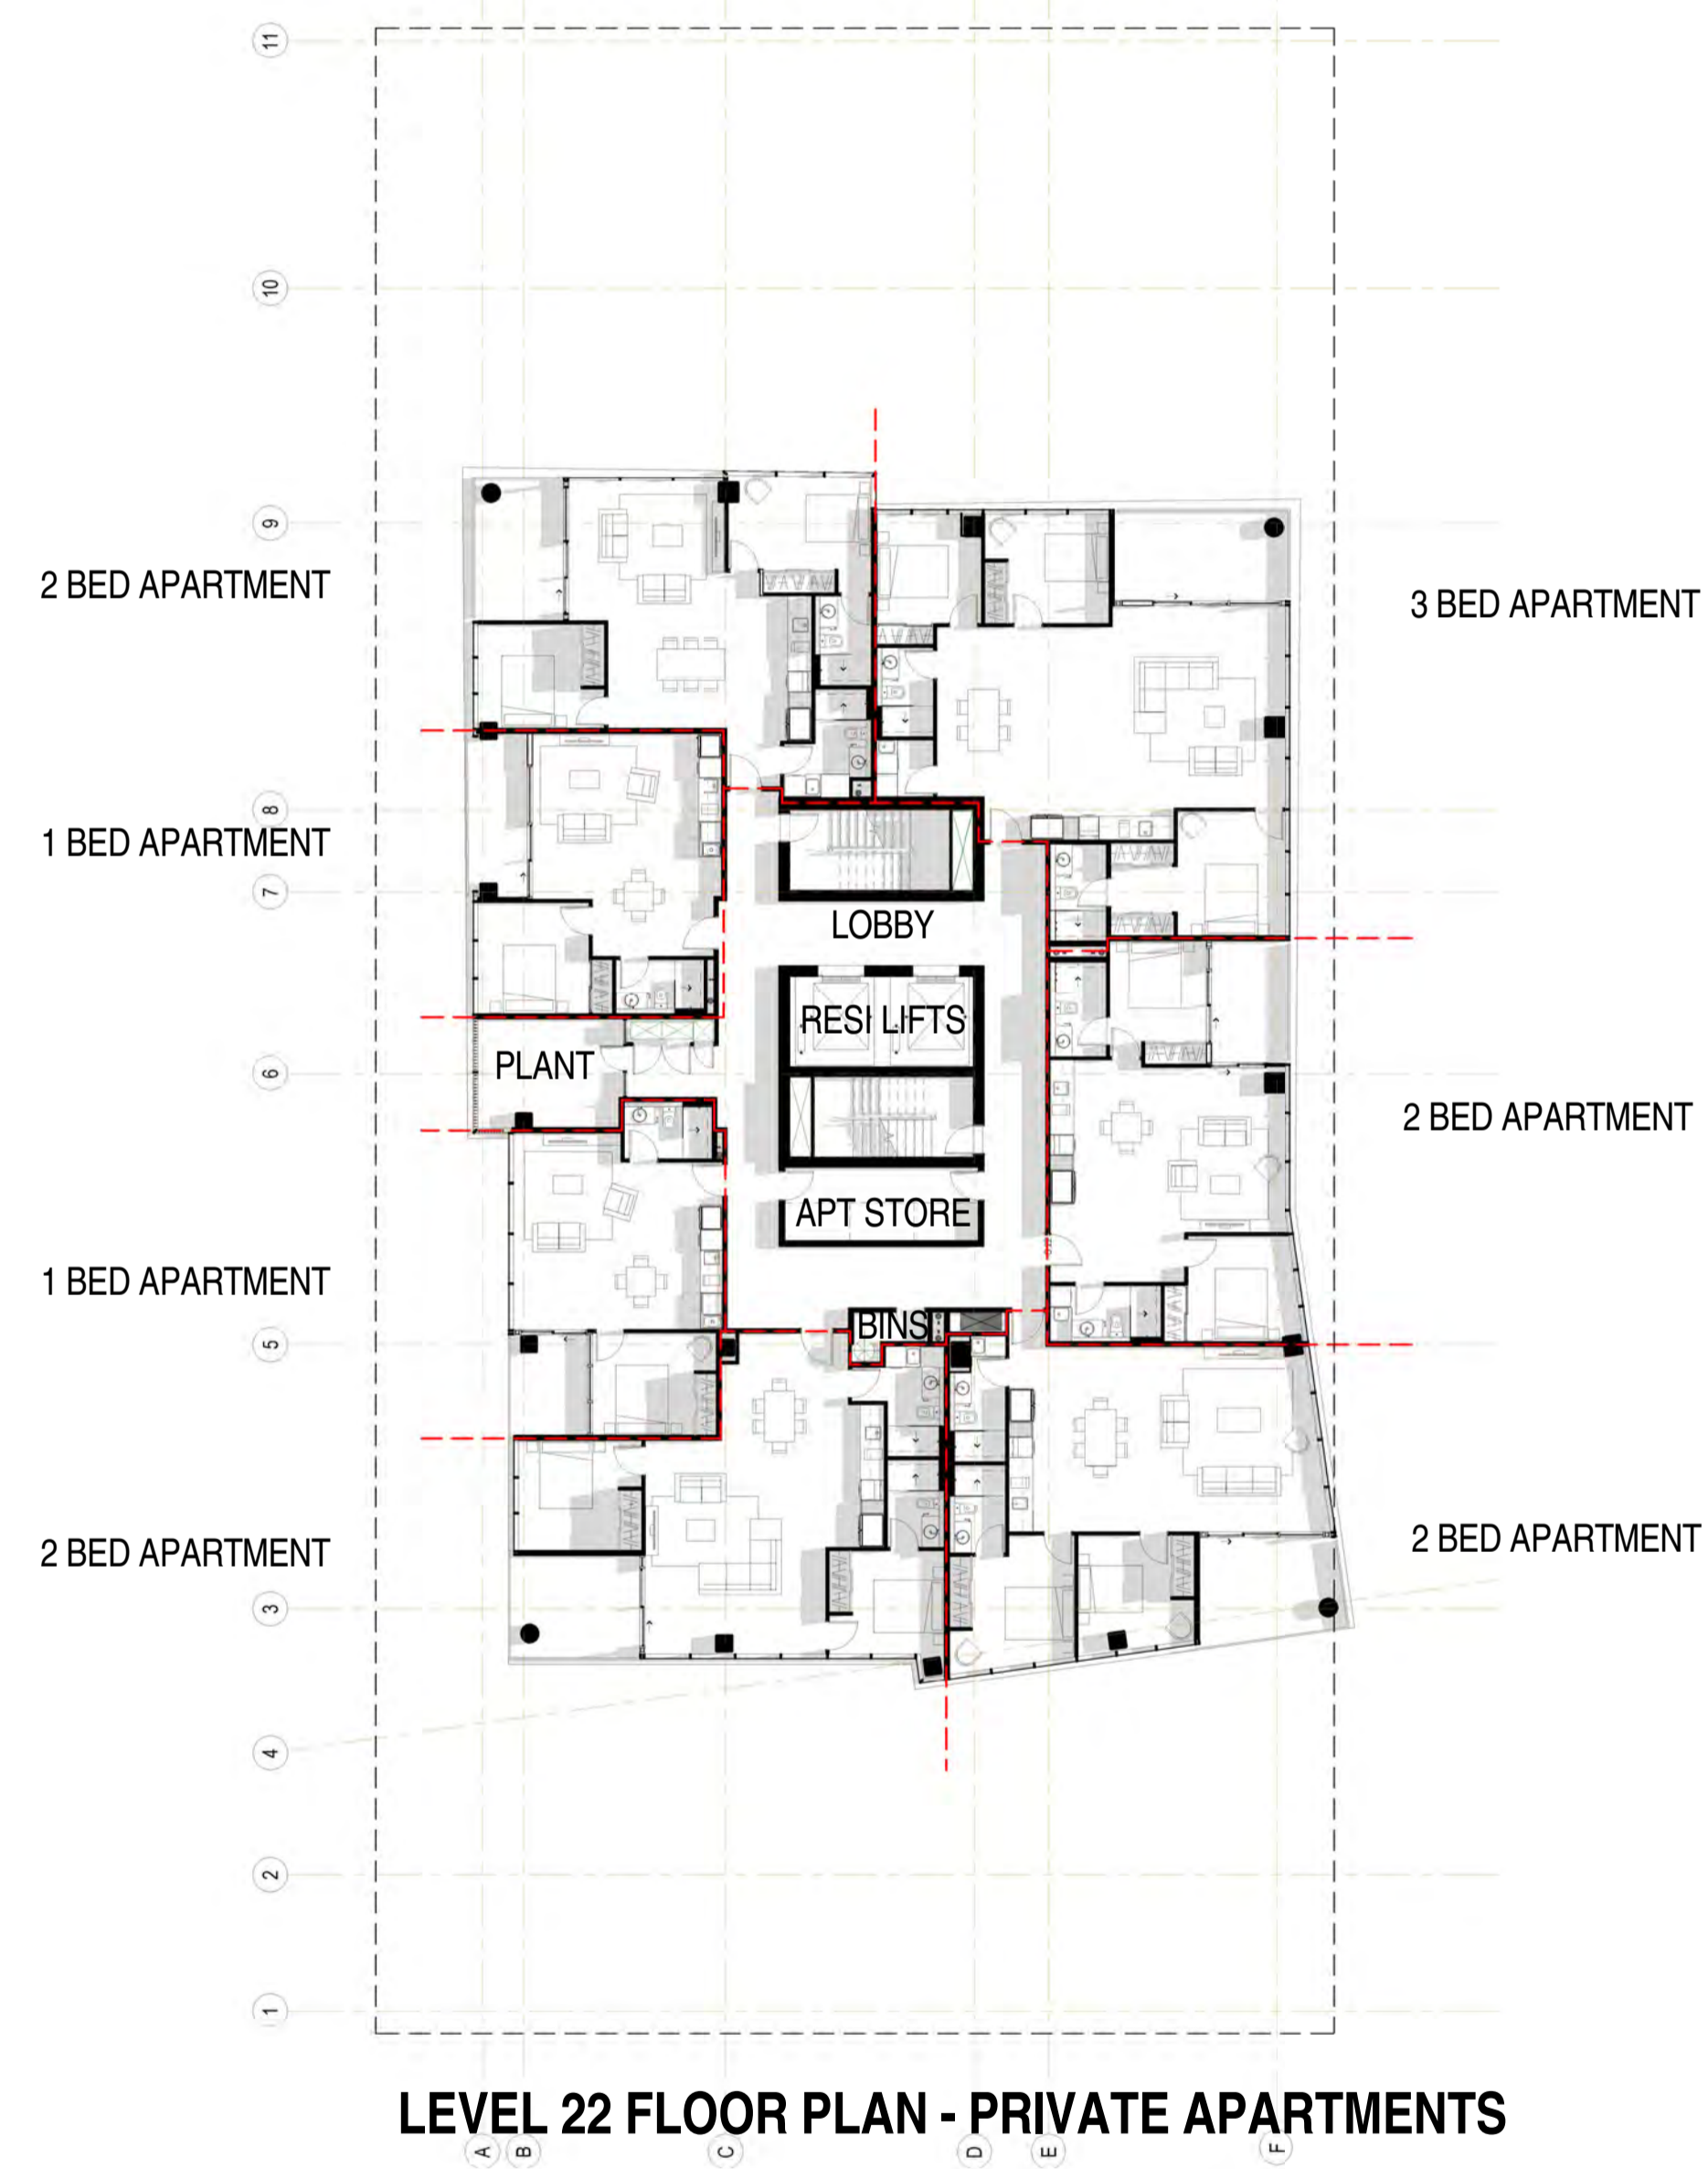 11
10
9
2 BED APARTMENT
3 BED APARTMENT
8
1 BED APARTMENT
7
LOBBY
RESI LIFTS
PLANT
6
2 BED APARTMENT
APT STORE
1 BED APARTMENT
BINS
5
2 BED APARTMENT
2 BED APARTMENT
3
4
2
1
LEVEL 22 FLOOR PLAN - PRIVATE APARTMENTS
A B C D E F